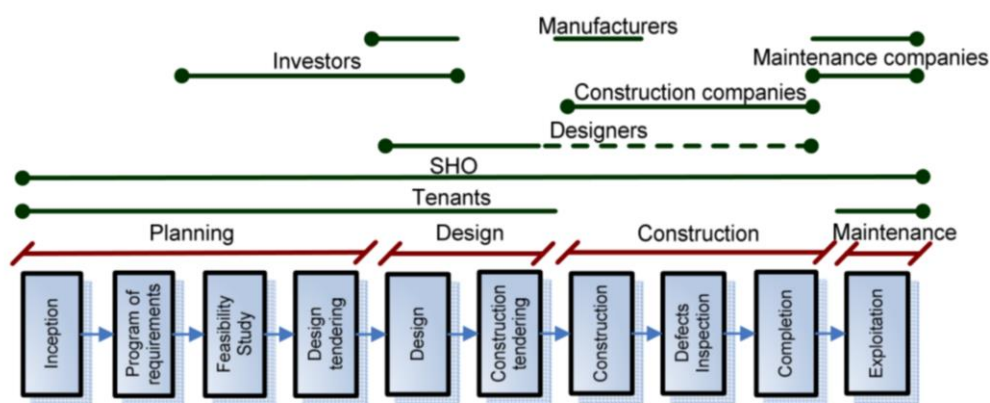 Manufacturers
Investors
Maintenance companies
Construction companies
Designers
SHO
Tenants
Planning
Design
Construction
Maintenance
Inception
Program of
requirements
Feasibility
Study
Design
tendering
Design
Construction
tendering
Construction
Defects
Inspection
Completion
Exploitation